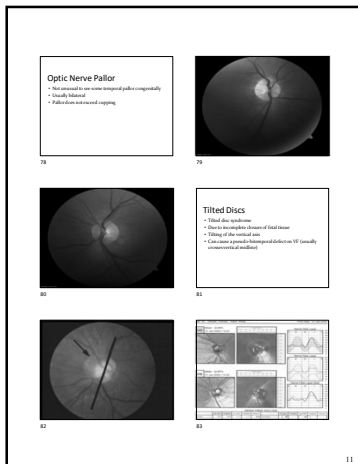 Optic Nerve Pallor
• Not unusual to see some temporal pallor congenitally
• Usually bilateral
• Pallor does not exceed cupping
78
79
80
Tilted Discs
• Tilted disc syndrome
• Due to incomplete closure of fetal tissue
• Tilting of the vertical axis
• Can cause a pseudo-bitemporal defect on VF (usually
crosses vertical midline)
81
82
83
11